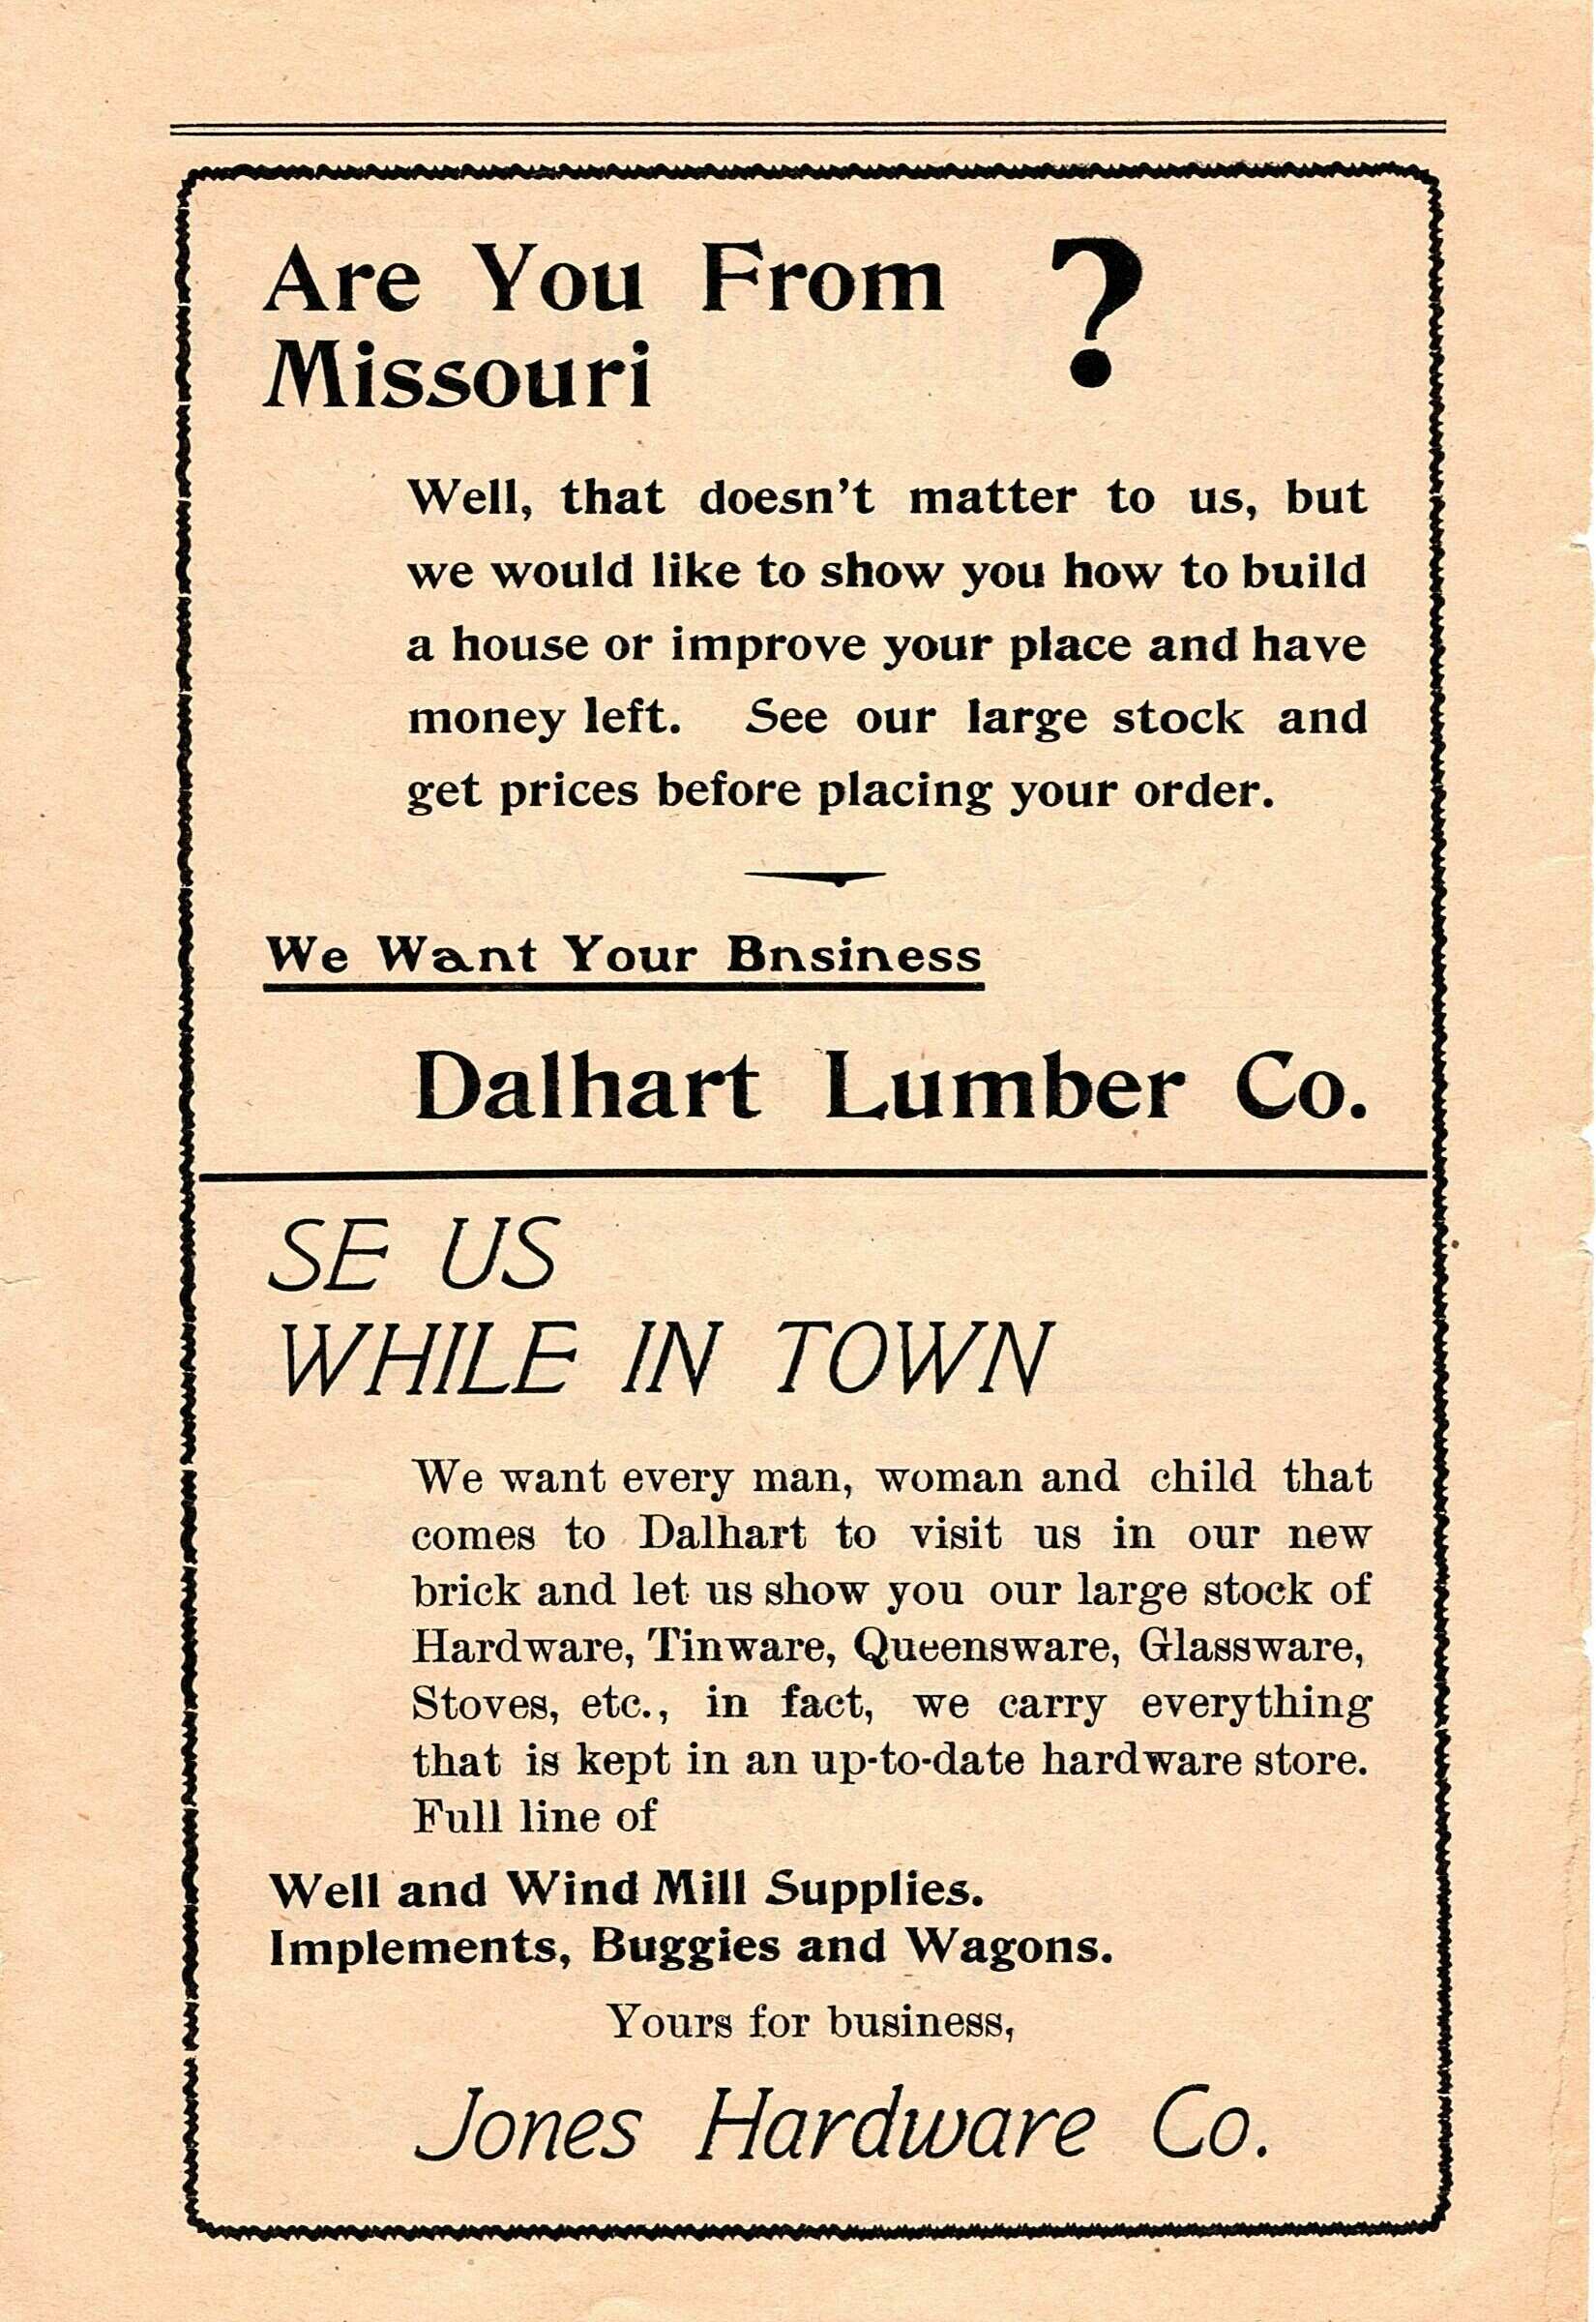 Are You From ?
Missouri
Well, that doesn't matter to us, but
we would like to show you how to build
a house or improve your place and have
money left. See our large stock and
get prices before placing your order.
We Want Your Bnsiness
Dalhart Lumber Co.
SE US
WHILE IN TOWN
We want every man, woman and child that
comes to Dalhart to visit us in our new
brick and let us show you our large stock of
Hardware, Tinware, Queensware, Glassware,
Stoves, etc., in fact, we carry everything
that is kept in an up-to-date hardware store.
Full line of
Well and Wind Mill Supplies.
Implements, Buggies and Wagons.
Yours for business,
Jones Hardware Co.